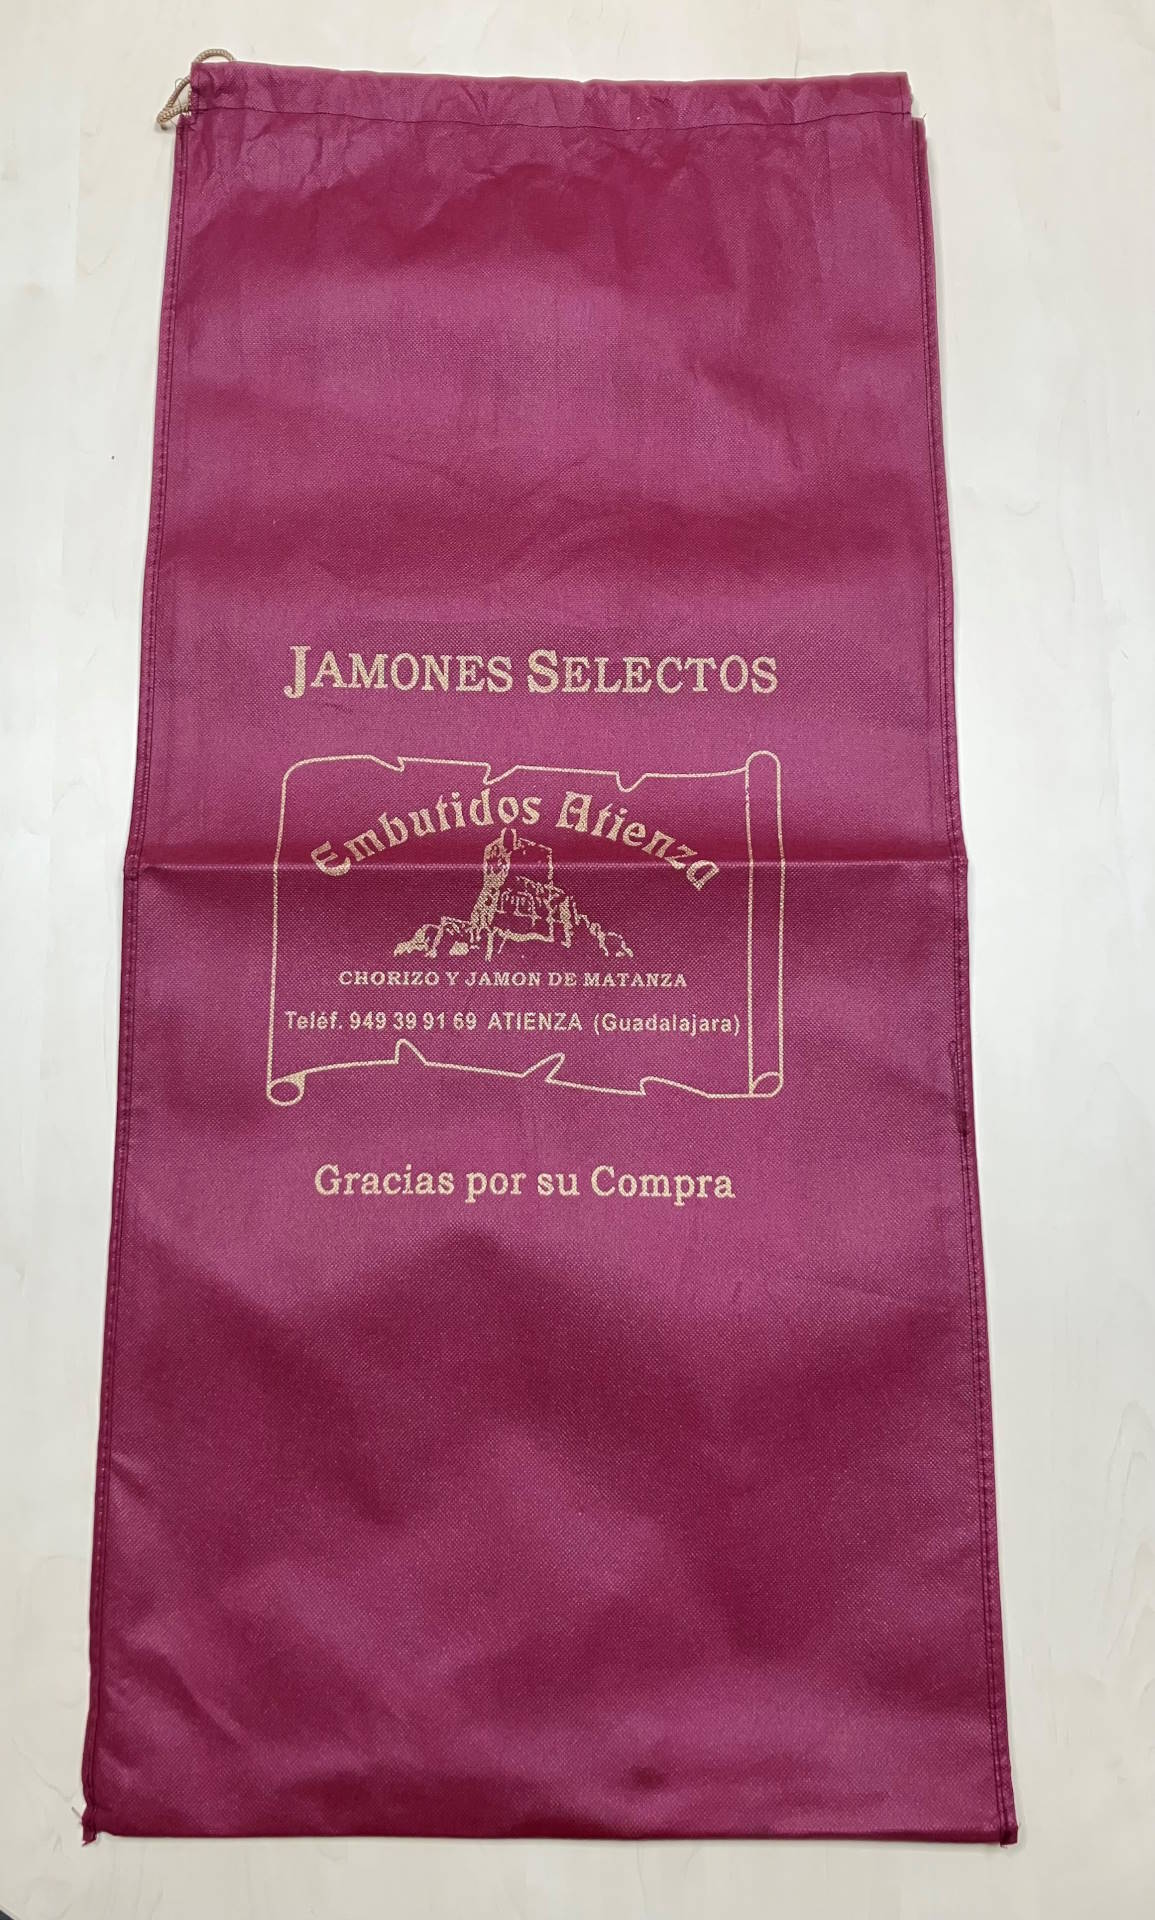 JAMONES SELECTOS
Embutidos Atienza
CHORIZO Y JAMON DE MATANZA
Teléf. 949 39 91 69 ATIENZA (Guadalajara)
Gracias por su Compra